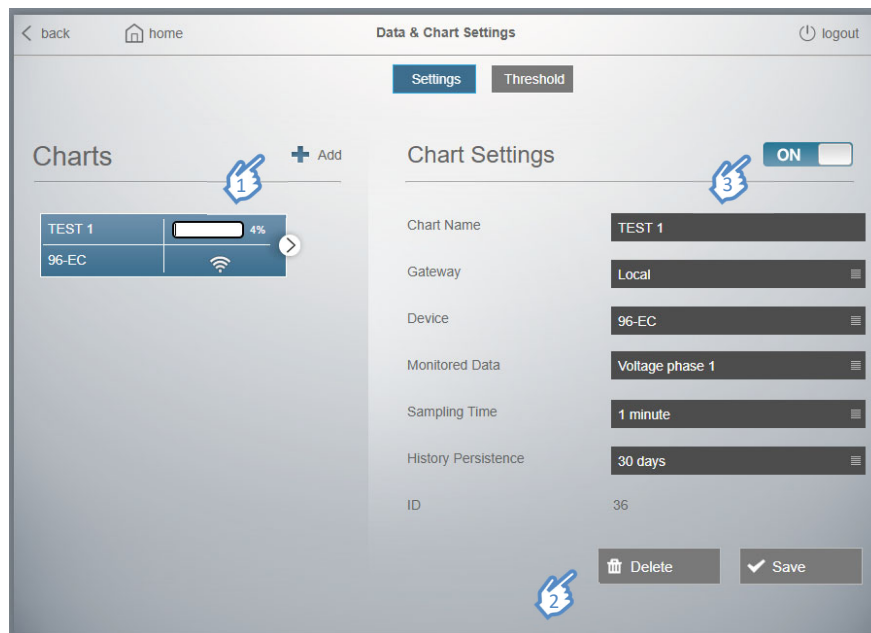 back home Data & Chart Settings logout
Settings Threshold
Charts Add
1
TEST 1 4%
96-EC
Chart Settings ON
3
Chart Name TEST 1
Gateway Local
Device 96-EC
Monitored Data Voltage phase 1
Sampling Time 1 minute
History Persistence 30 days
ID 36
Delete Save
2